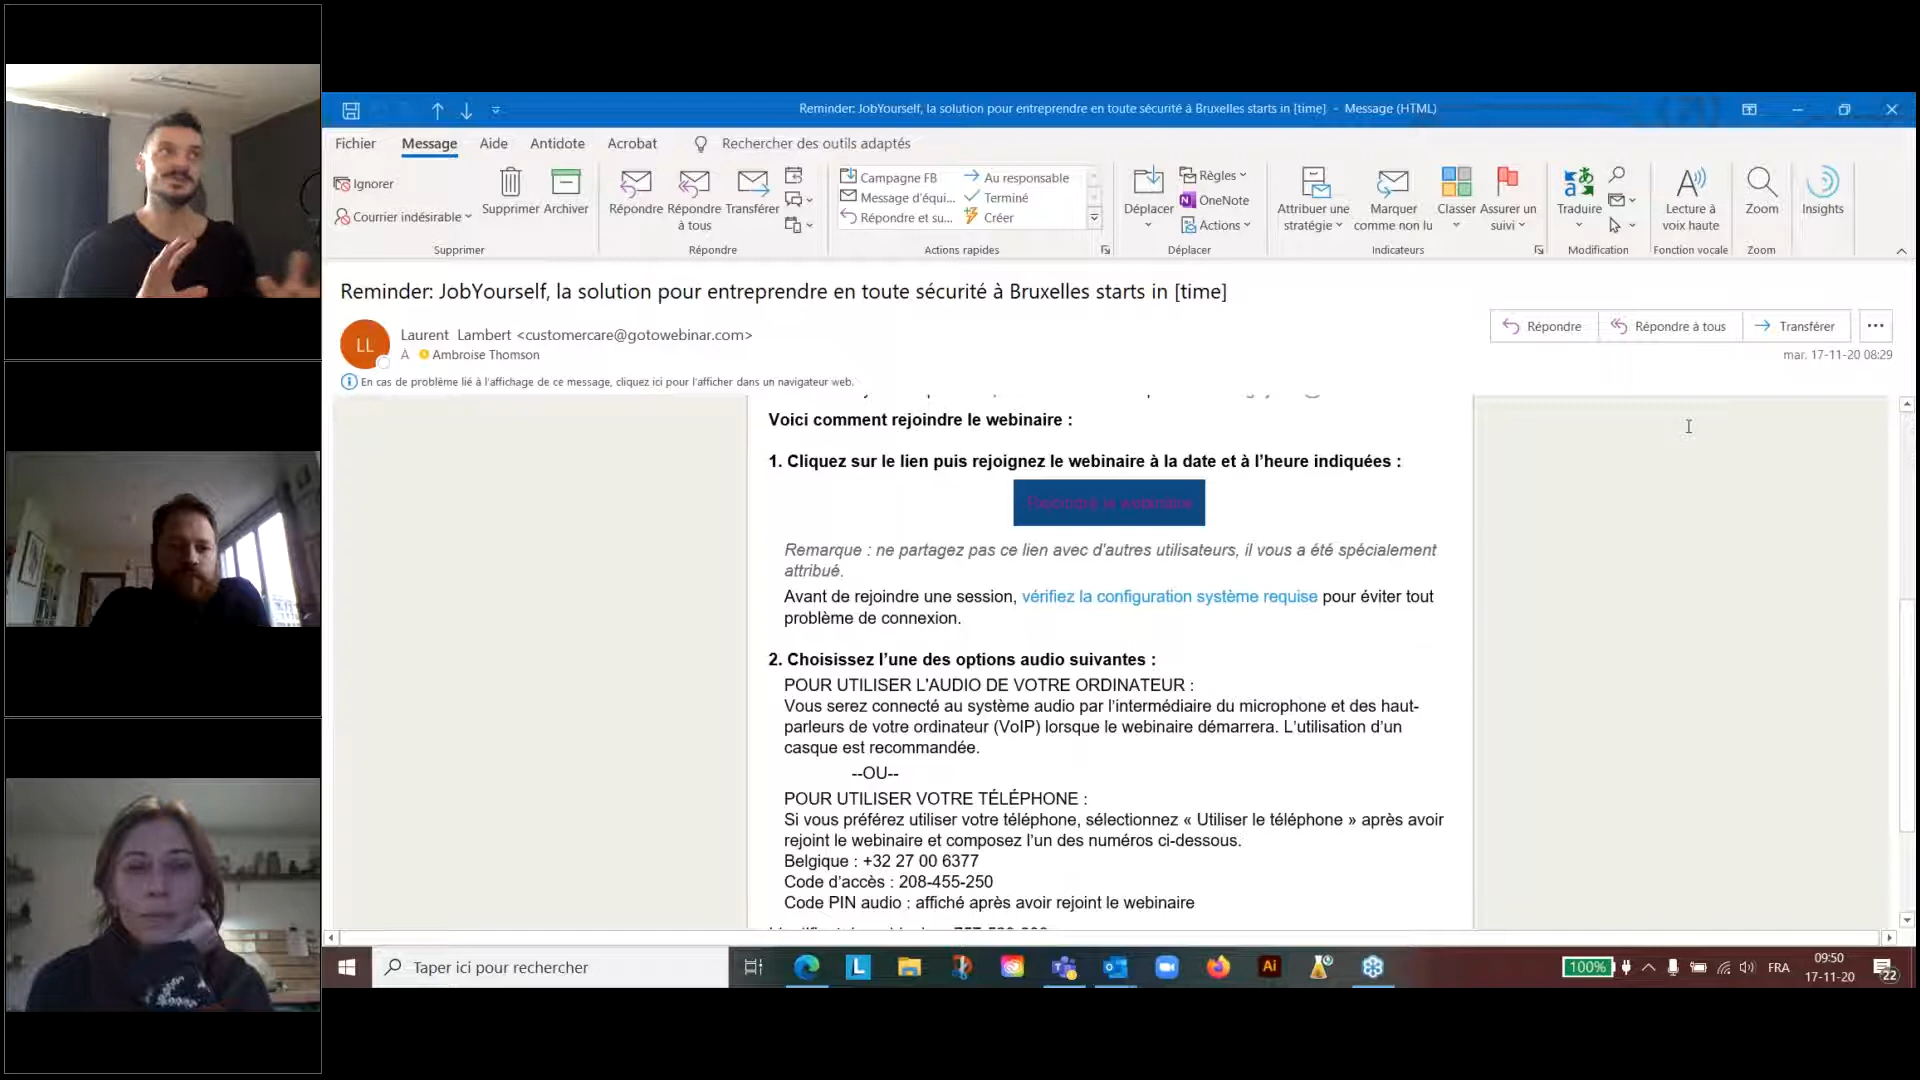 Reminder: JobYourself, la solution pour entreprendre en toute sécurité à Bruxelles starts in [time] - Message (HTML)
Fichier Message Aide Antidote Acrobat Rechercher des outils adaptés
Ignorer
Courrier indésirable
Supprimer Archiver
Supprimer
Répondre Répondre à tous Transférer
Répondre
Campagne FB Au responsable
Message d'équi... Terminé
Répondre et su... Créer
Actions rapides
Déplacer
Règles
OneNote
Actions
Déplacer
Attribuer une stratégie
Marquer comme non lu
Classer
Assurer un suivi
Indicateurs
Traduire
Modification
Lecture à voix haute
Fonction vocale
Zoom
Zoom
Insights
Reminder: JobYourself, la solution pour entreprendre en toute sécurité à Bruxelles starts in [time]
LL
Laurent Lambert <customercare@gotowebinar.com>
À Ambroise Thomson
Répondre Répondre à tous Transférer
mar. 17-11-20 08:29
En cas de problème lié à l'affichage de ce message, cliquez ici pour l'afficher dans un navigateur web.
Voici comment rejoindre le webinaire :
1. Cliquez sur le lien puis rejoignez le webinaire à la date et à l'heure indiquées :
Rejoindre le webinaire
Remarque : ne partagez pas ce lien avec d'autres utilisateurs, il vous a été spécialement
attribué.
Avant de rejoindre une session, vérifiez la configuration système requise pour éviter tout
problème de connexion.
2. Choisissez l'une des options audio suivantes :
POUR UTILISER L'AUDIO DE VOTRE ORDINATEUR :
Vous serez connecté au système audio par l'intermédiaire du microphone et des haut-
parleurs de votre ordinateur (VoIP) lorsque le webinaire démarrera. L'utilisation d'un
casque est recommandée.
--OU--
POUR UTILISER VOTRE TÉLÉPHONE :
Si vous préférez utiliser votre téléphone, sélectionnez « Utiliser le téléphone » après avoir
rejoint le webinaire et composez l'un des numéros ci-dessous.
Belgique : +32 27 00 6377
Code d'accès : 208-455-250
Code PIN audio : affiché après avoir rejoint le webinaire
Taper ici pour rechercher
L
Ai
100%
FRA
09:50
17-11-20
22